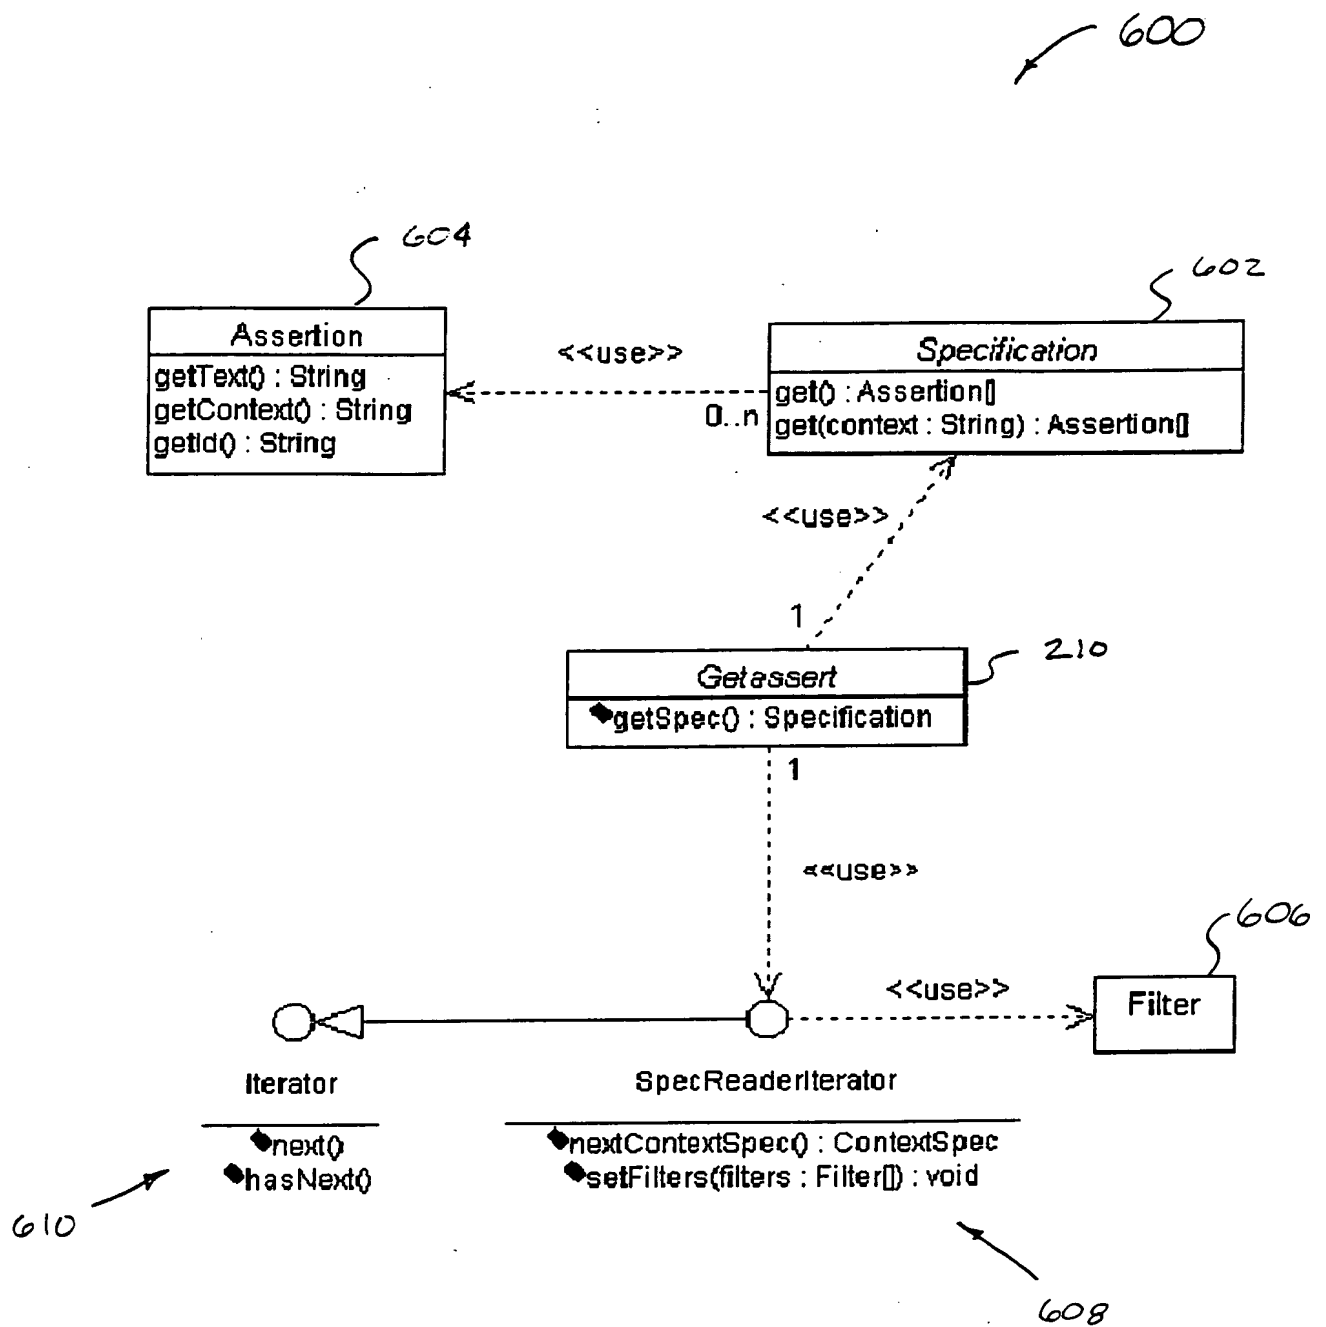 600
604
602
Assertion
getText() : String
getContext() : String
getId() : String
<<use>>
0..n
Specification
get() : Assertion[]
get(context : String) : Assertion[]
<<use>>
1
210
Getassert
getSpec() : Specification
1
<<use>>
606
<<use>>
Filter
Iterator
next()
hasNext()
SpecReaderIterator
nextContextSpec() : ContextSpec
setFilters(filters : Filter[]) : void
610
608